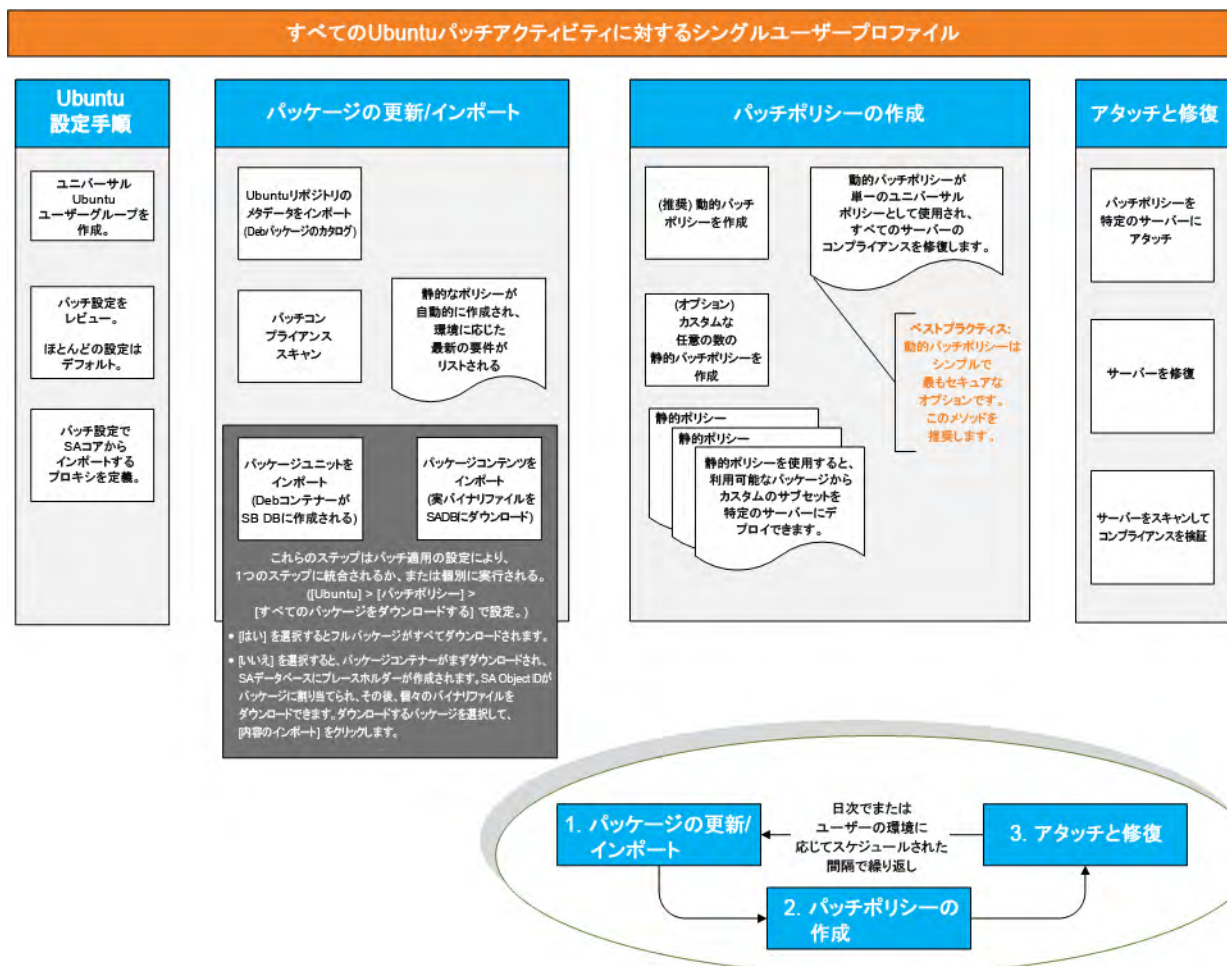 すべてのUbuntuパッチアクティビティに対するシングルユーザープロファイル
Ubuntu
設定手順
ユニバーサル
Ubuntu
ユーザーグループを
作成。
パッチ設定を
レビュー。
ほとんどの設定は
デフォルト。
パッチ設定で
SAコアから
インポートする
プロキシを定義。
パッケージの更新/インポート
Ubuntuリポジトリの
メタデータをインポート
(Debパッケージのカタログ)
パッチコン
プライアンス
スキャン
静的なポリシーが
自動的に作成され、
環境に応じた
最新の要件が
リストされる
パッケージユニットを
インポート
(Debコンテナーが
SB DBに作成される)
パッケージコンテンツを
インポート
(実バイナリファイルを
SADBにダウンロード)
これらのステップはパッチ適用の設定により、
1つのステップに統合されるか、または個別に実行される。
([Ubuntu] > [パッチポリシー] >
[すべてのパッケージをダウンロードする] で設定。)
• [はい] を選択するとフルパッケージがすべてダウンロードされます。
• [いいえ] を選択すると、パッケージコンテナーがまずダウンロードされ、
SAデータベースにプレースホルダーが作成されます。SA Object IDが
パッケージに割り当てられ、その後、個々のバイナリファイルを
ダウンロードできます。ダウンロードするパッケージを選択して、
[内容のインポート] をクリックします。
パッチポリシーの作成
(推奨) 動的パッチ
ポリシーを作成
動的パッチポリシーが
単一のユニバーサル
ポリシーとして使用され、
すべてのサーバーの
コンプライアンスを修復します。
(オプション)
カスタムな
任意の数の
静的パッチポリシーを
作成
ベストプラクティス:
動的パッチポリシーは
シンプルで
最もセキュアな
オプションです。
このメソッドを
推奨します。
静的ポリシー
静的ポリシー
静的ポリシーを使用すると、
利用可能なパッケージから
カスタムのサブセットを
特定のサーバーにデ
プロイできます。
アタッチと修復
パッチポリシーを
特定のサーバーに
アタッチ
サーバーを修復
サーバーをスキャンして
コンプライアンスを検証
1. パッケージの更新/
インポート
日次でまたは
ユーザーの環境に
応じてスケジュールされた
間隔で繰り返し
3. アタッチと修復
2. パッチポリシーの
作成